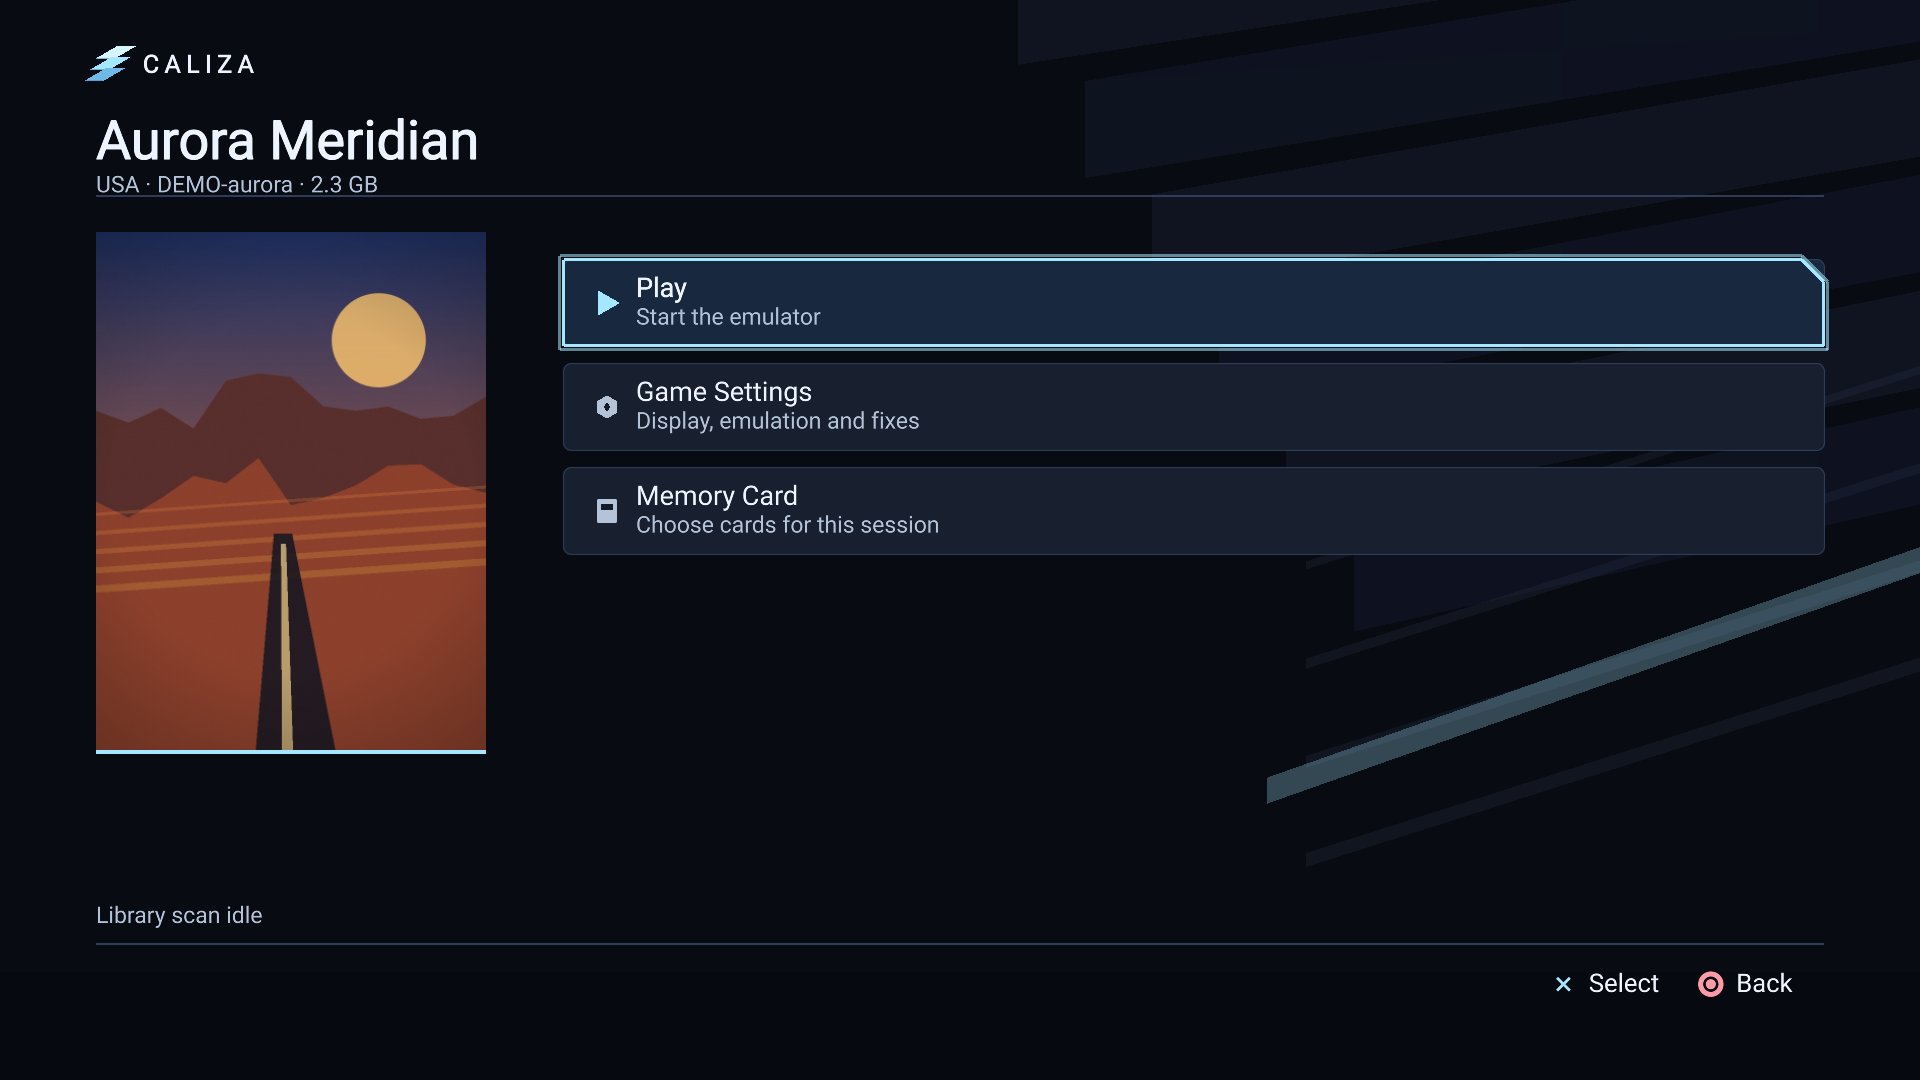 CALIZA
Aurora Meridian
USA · DEMO-aurora · 2.3 GB
Play
Start the emulator
Game Settings
Display, emulation and fixes
Memory Card
Choose cards for this session
Library scan idle
Select
Back